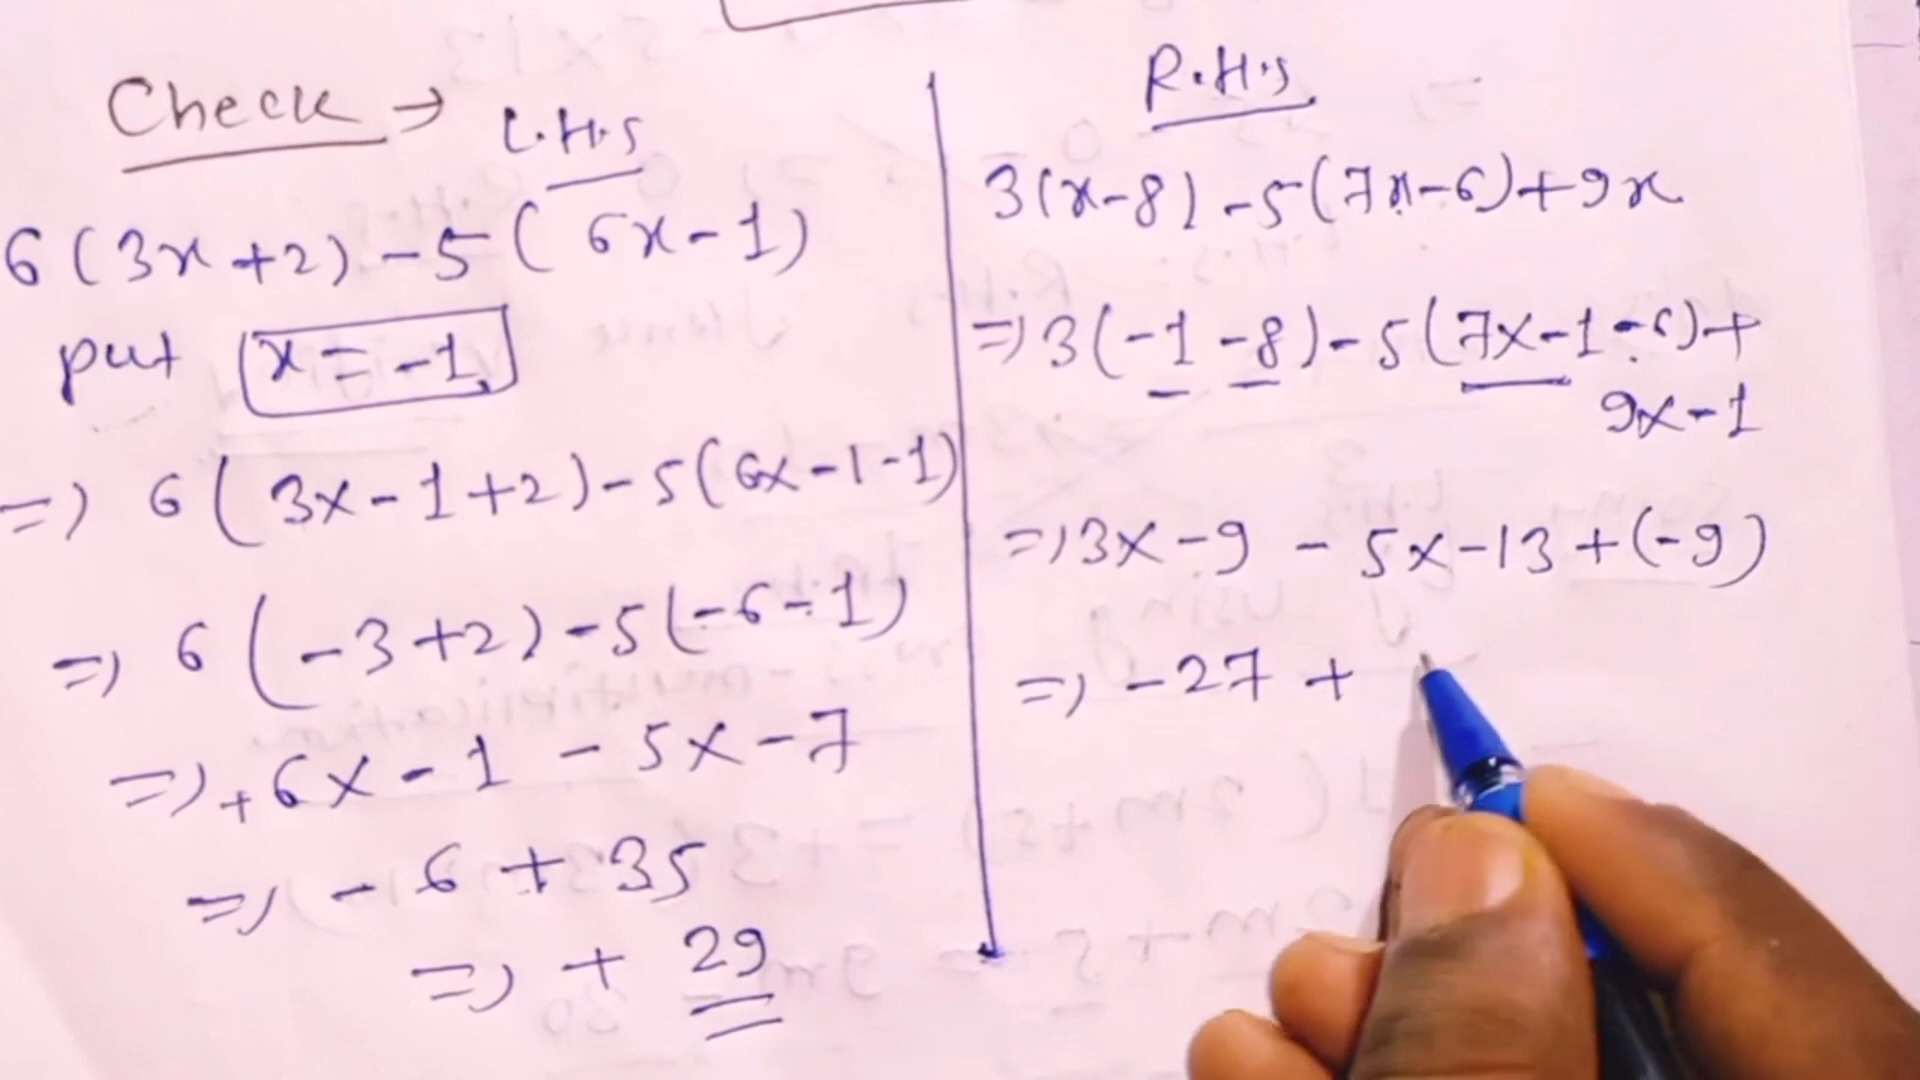 Check → L.H.S
6(3x+2)-5(6x-1)
put x=-1
⇒ 6(3x-1+2)-5(6x-1-1)
⇒ 6(-3+2)-5(-6-1)
⇒ +6x-1 - 5x-7
⇒ - 6 + 35
⇒ + 29
R.H.S
3(x-8)-5(7x-6)+9x
⇒ 3(-1-8)-5(7x-1-6)+
9x-1
⇒ 3x-9 - 5x-13+(-9)
⇒ -27 +